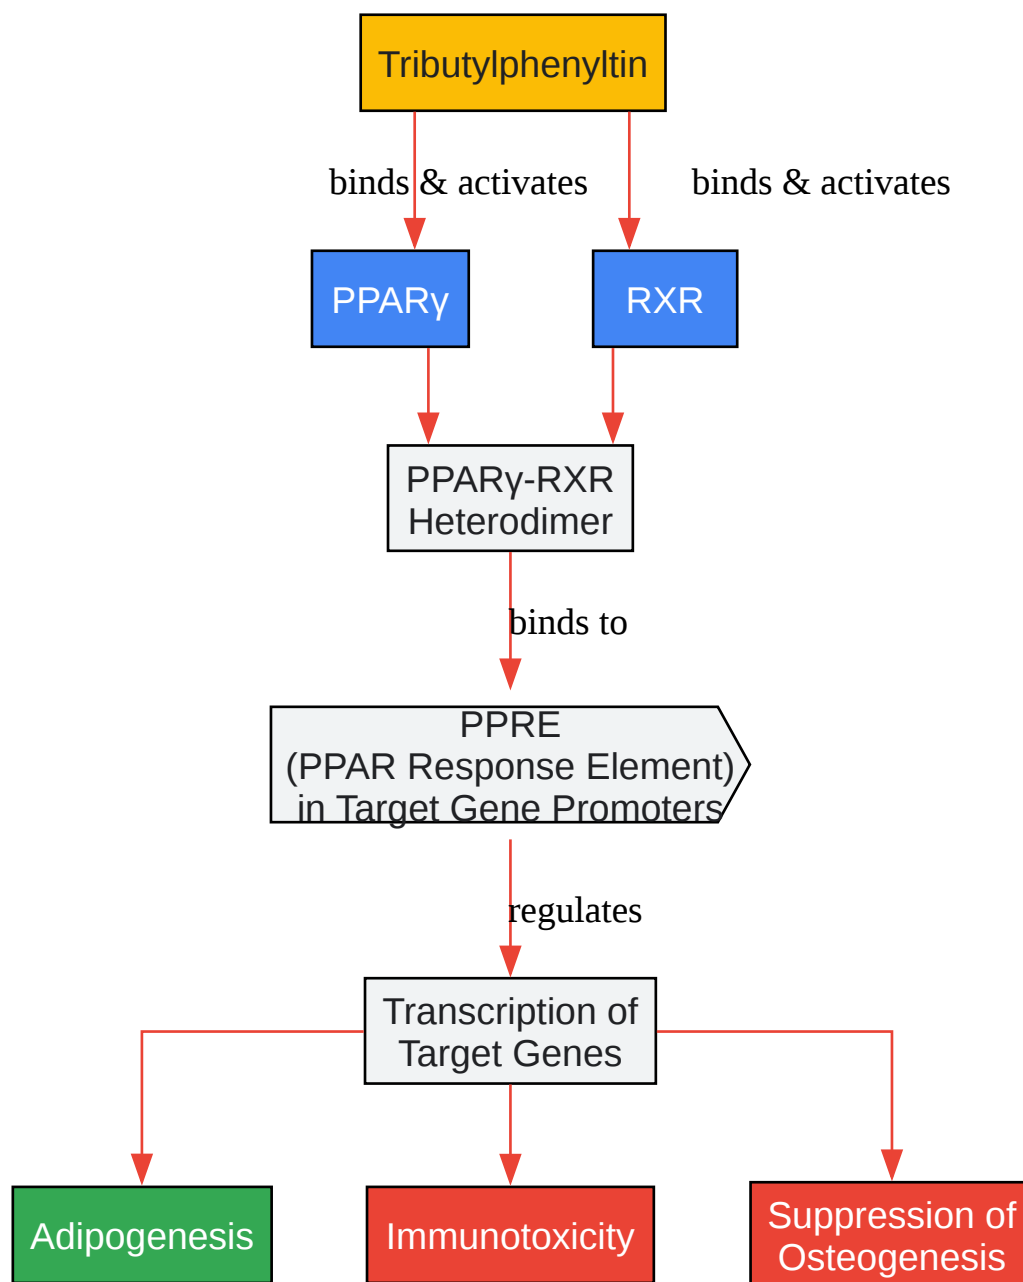 Tributylphenyltin
binds & activates
binds & activates
PPARγ
RXR
PPARγ-RXR
Heterodimer
binds to
PPRE
(PPAR Response Element)
in Target Gene Promoters
regulates
Transcription of
Target Genes
Adipogenesis
Immunotoxicity
Suppression of
Osteogenesis